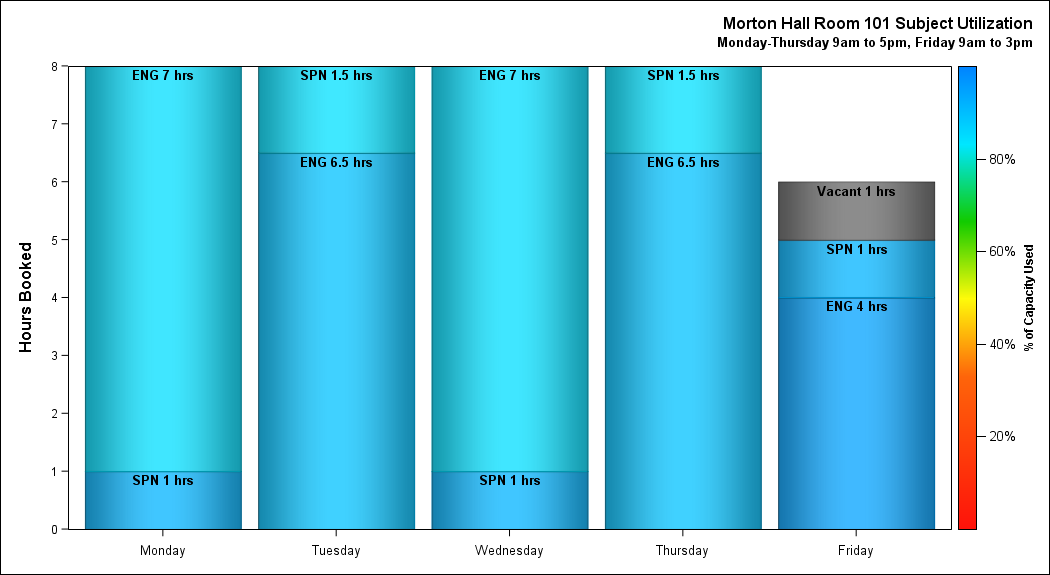 Morton Hall Room 101 Subject Utilization
Monday-Thursday 9am to 5pm, Friday 9am to 3pm
Hours Booked
8
7
6
5
4
3
2
1
0
ENG 7 hrs
SPN 1 hrs
SPN 1.5 hrs
ENG 6.5 hrs
ENG 7 hrs
SPN 1 hrs
SPN 1.5 hrs
ENG 6.5 hrs
Vacant 1 hrs
SPN 1 hrs
ENG 4 hrs
Monday
Tuesday
Wednesday
Thursday
Friday
80%
60%
40%
20%
% of Capacity Used